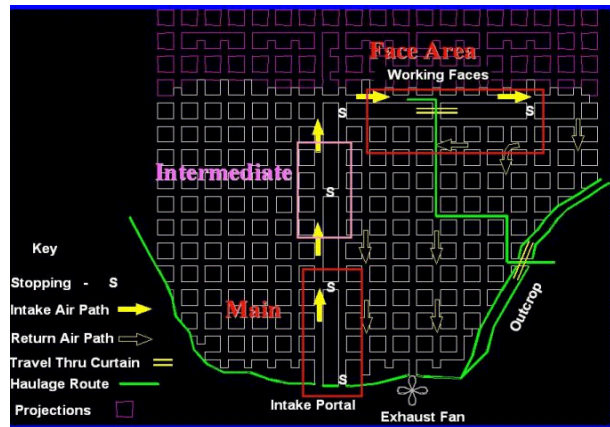 Face Area
Working Faces
S
S
Intermediate
S
Key
Stopping - S
Intake Air Path
Return Air Path
Travel Thru Curtain
Haulage Route
Projections
S
Main
Outcrop
S
Intake Portal
Exhaust Fan